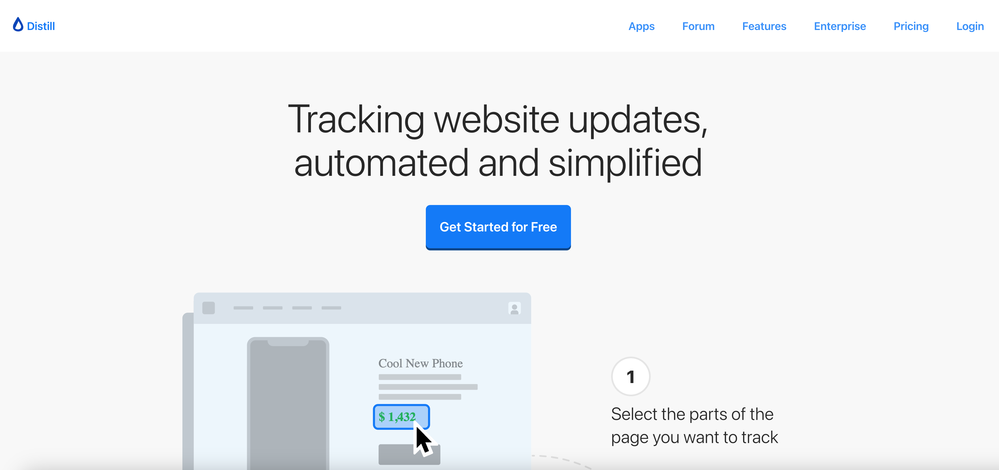 Distill
Apps
Forum
Features
Enterprise
Pricing
Login
Tracking website updates,
automated and simplified
Get Started for Free
Cool New Phone
$ 1,432
1
Select the parts of the
page you want to track